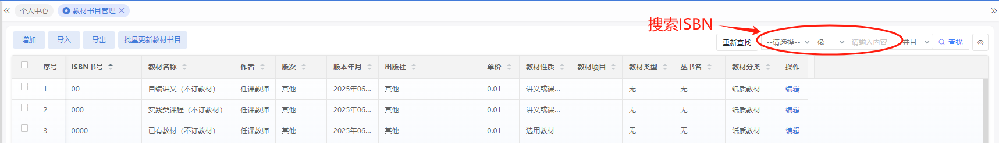 个人中心 教材书目管理
搜索ISBN
增加 导入 导出 批量更新教材书目 重新查找 --请选择-- 像 请输入内容 并且 查找
序号 ISBN书号 教材名称 作者 版次 版本年月 出版社 单价 教材性质 教材项目 教材类型 丛书名 教材分类 操作
1 00 自编讲义（不订教材） 任课教师 其他 2025年06... 其他 0.01 讲义或课... 无 无 纸质教材 编辑
2 000 实践类课程（不订教材） 任课教师 其他 2025年06... 其他 0.01 讲义或课... 无 无 纸质教材 编辑
3 0000 已有教材（不订教材） 任课教师 其他 2025年06... 其他 0.01 选用教材 无 无 纸质教材 编辑